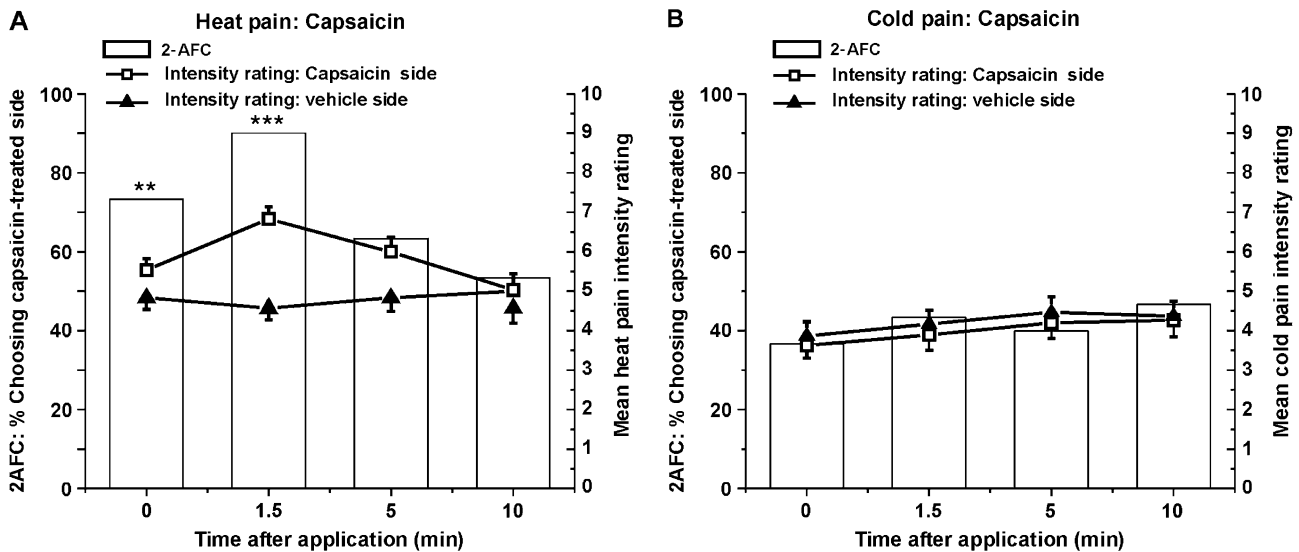 A
Heat pain: Capsaicin
2-AFC
Intensity rating: Capsaicin side
Intensity rating: vehicle side
2AFC: % Choosing capsaicin-treated side
100
80
60
40
20
0
**
***
10
9
8
7
6
5
4
3
2
1
0
Mean heat pain intensity rating
0 1.5 5 10
Time after application (min)
B
Cold pain: Capsaicin
2-AFC
Intensity rating: Capsaicin side
Intensity rating: vehicle side
2AFC: % Choosing capsaicin-treated side
100
80
60
40
20
0
10
9
8
7
6
5
4
3
2
1
0
Mean cold pain intensity rating
0 1.5 5 10
Time after application (min)